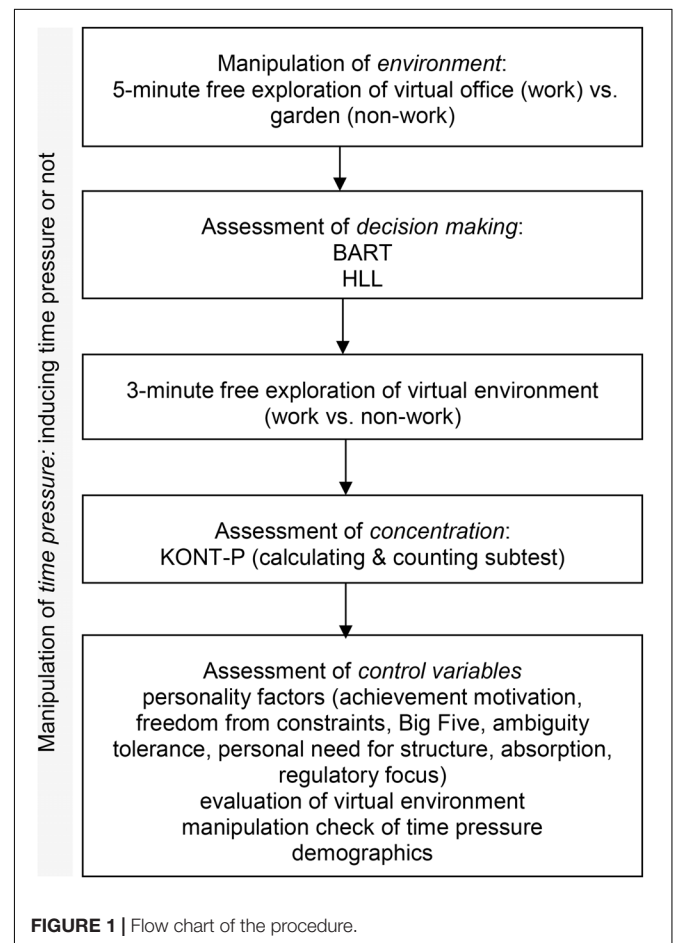 Manipulation of time pressure: inducing time pressure or not
Manipulation of environment:
5-minute free exploration of virtual office (work) vs.
garden (non-work)
Assessment of decision making:
BART
HLL
3-minute free exploration of virtual environment
(work vs. non-work)
Assessment of concentration:
KONT-P (calculating & counting subtest)
Assessment of control variables
personality factors (achievement motivation,
freedom from constraints, Big Five, ambiguity
tolerance, personal need for structure, absorption,
regulatory focus)
evaluation of virtual environment
manipulation check of time pressure
demographics
FIGURE 1 | Flow chart of the procedure.